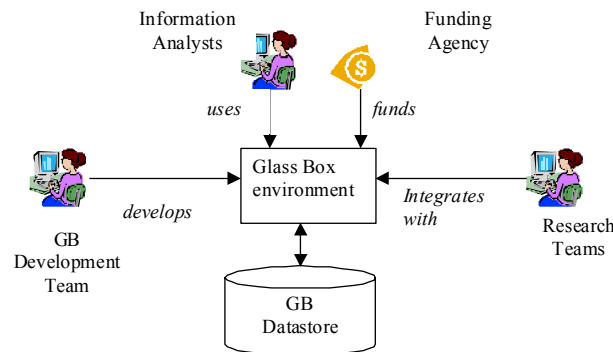 Information
Analysts
Funding
Agency
$
uses
funds
Glass Box
environment
develops
Integrates
with
GB
Development
Team
Research
Teams
GB
Datastore